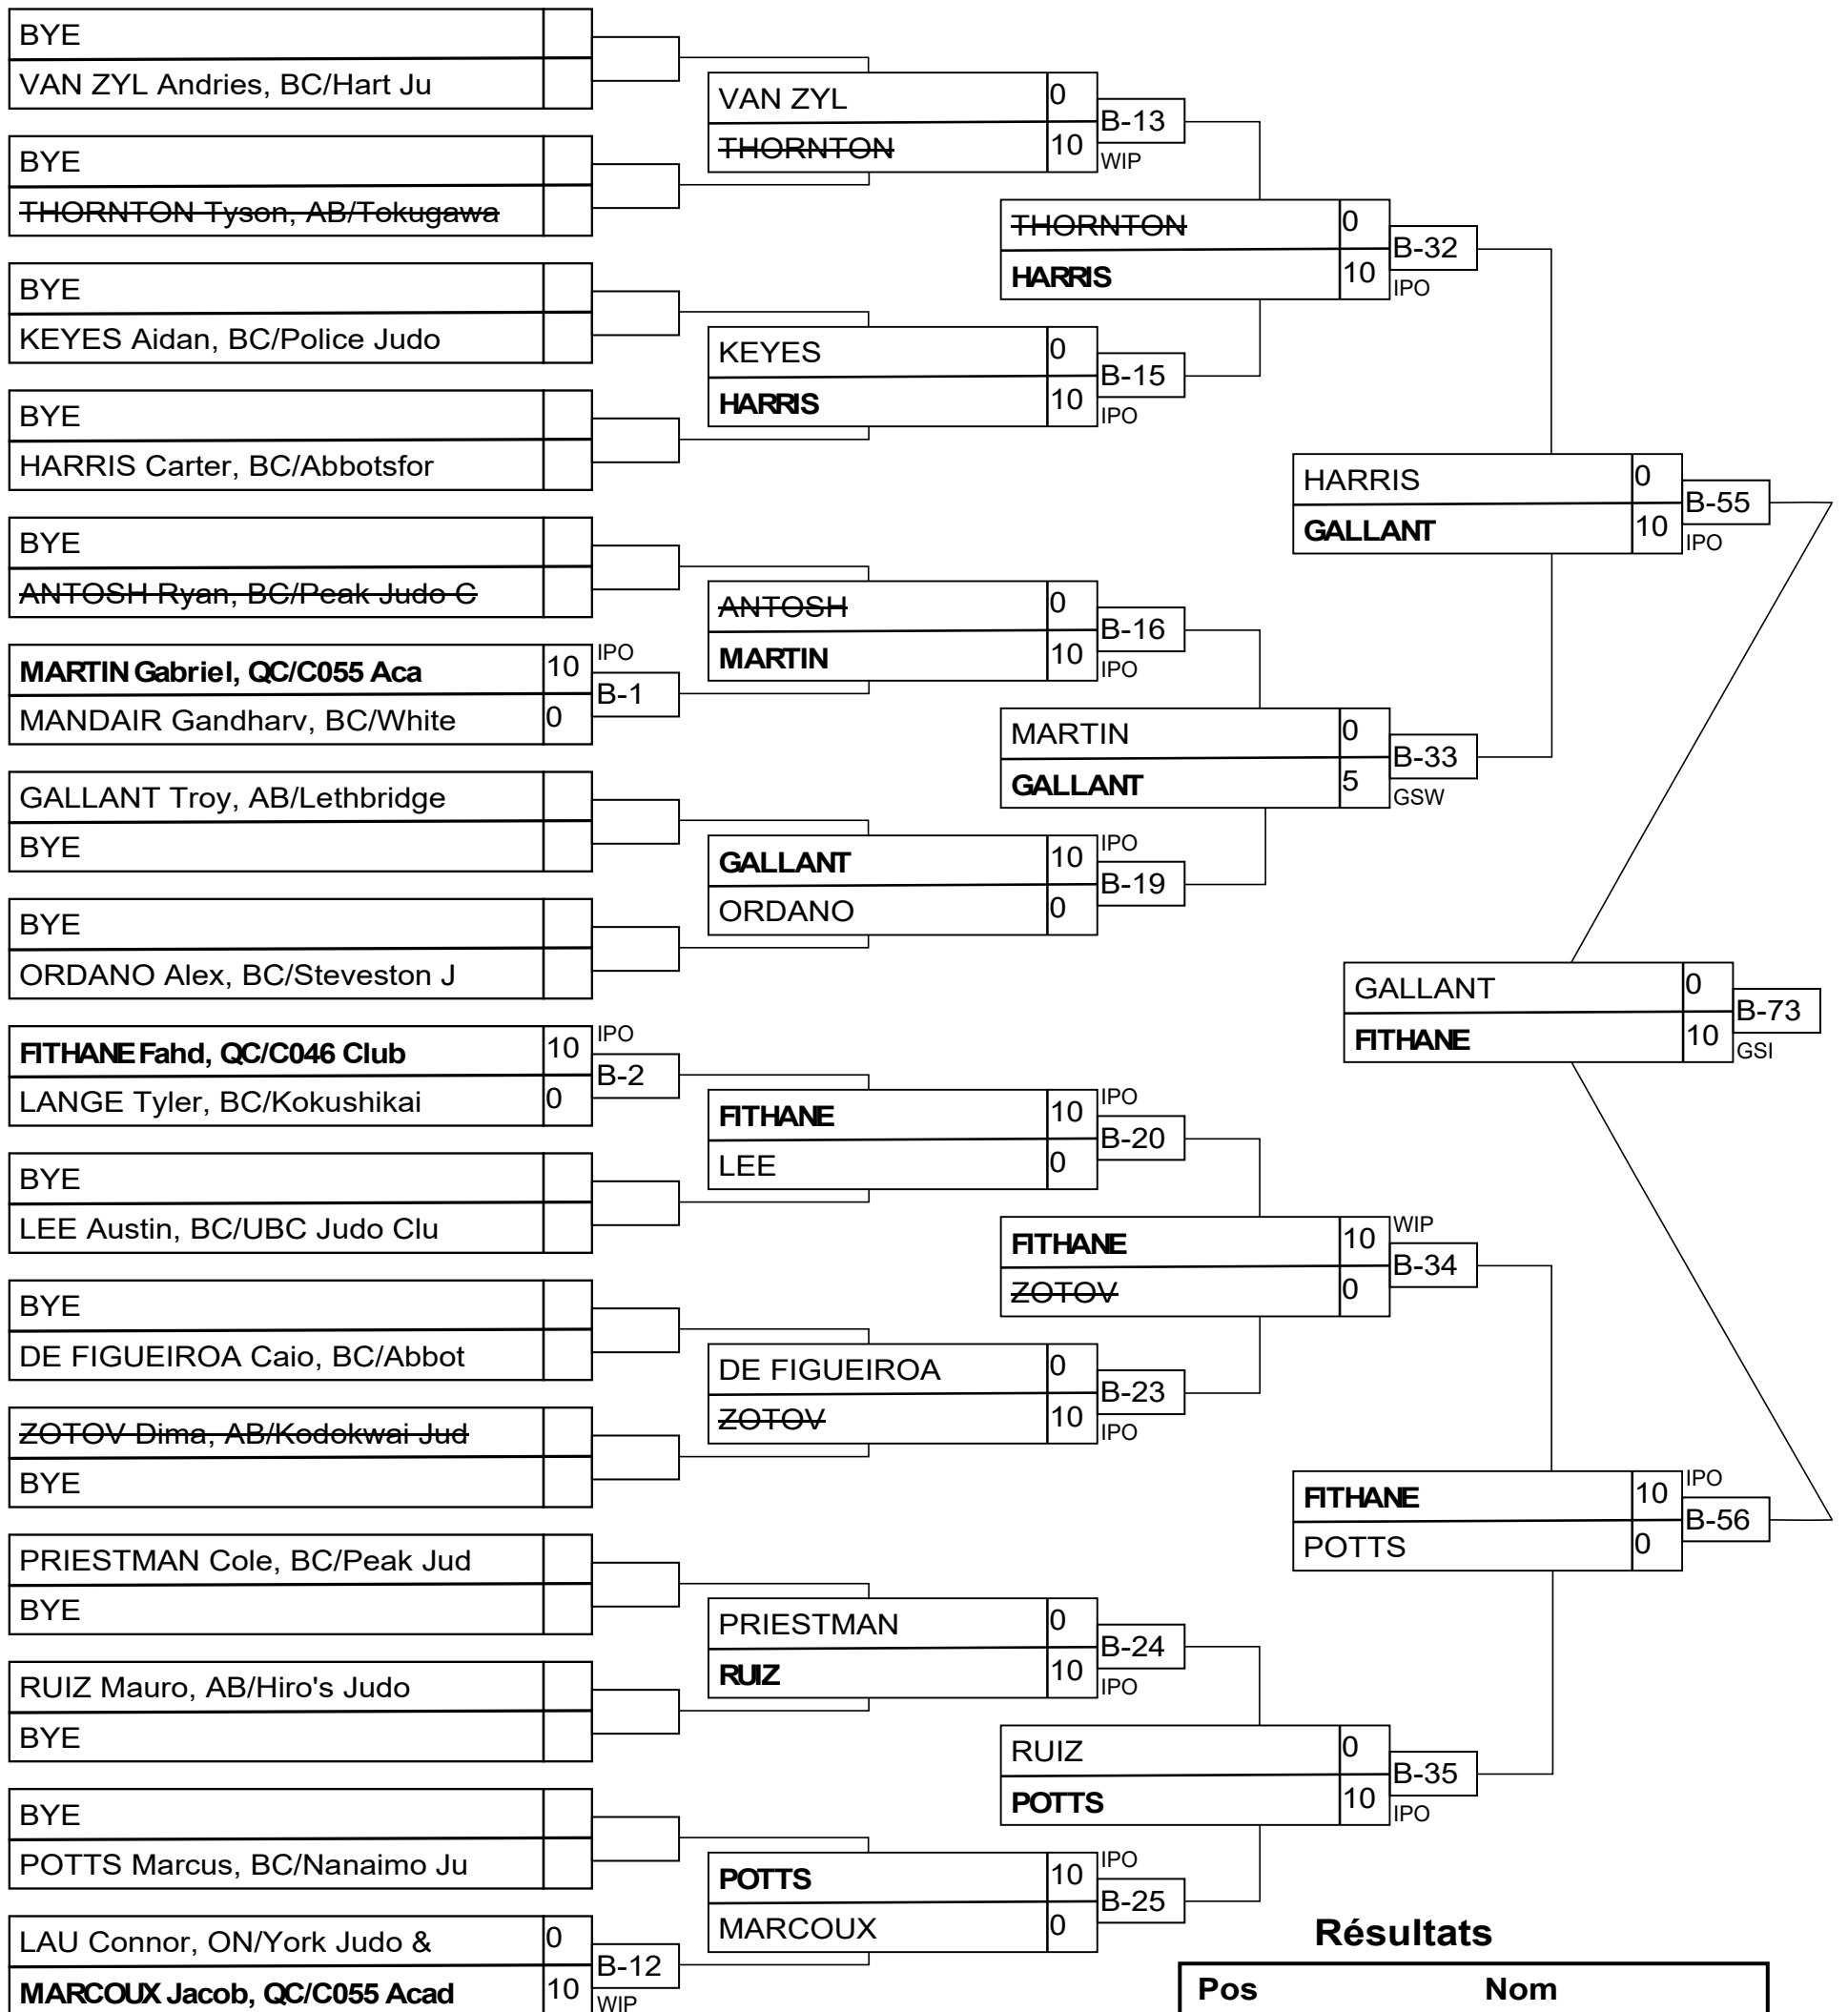 BYE
VAN ZYL Andries, BC/Hart Ju
BYE
THORNTON Tyson, AB/Tokugawa
BYE
KEYES Aidan, BC/Police Judo
BYE
HARRIS Carter, BC/Abbotsfor
BYE
ANTOSH Ryan, BC/Peak Judo C
MARTIN Gabriel, QC/C055 Aca 10 IPO
MANDAIR Gandharv, BC/White 0 B-1
GALLANT Troy, AB/Lethbridge
BYE
BYE
ORDANO Alex, BC/Steveston J
FITHANE Fahd, QC/C046 Club 10 IPO
LANGE Tyler, BC/Kokushikai 0 B-2
BYE
LEE Austin, BC/UBC Judo Clu
BYE
DE FIGUEIROA Caio, BC/Abbot
ZOTOV Dima, AB/Kodokwai Jud
BYE
PRIESTMAN Cole, BC/Peak Jud
BYE
RUIZ Mauro, AB/Hiro's Judo
BYE
BYE
POTTS Marcus, BC/Nanaimo Ju
LAU Connor, ON/York Judo & 0 B-12
MARCOUX Jacob, QC/C055 Acad 10 WIP
VAN ZYL 0 B-13
THORNTON 10 WIP
KEYES 0 B-15
HARRIS 10 IPO
ANTOSH 0 B-16
MARTIN 10 IPO
GALLANT 10 IPO
ORDANO 0 B-19
FITHANE 10 IPO
LEE 0 B-20
DE FIGUEIROA 0 B-23
ZOTOV 10 IPO
PRIESTMAN 0 B-24
RUIZ 10 IPO
POTTS 10 IPO
MARCOUX 0 B-25
THORNTON 0 B-32
HARRIS 10 IPO
MARTIN 0 B-33
GALLANT 5 GSW
FITHANE 10 WIP
ZOTOV 0 B-34
RUIZ 0 B-35
POTTS 10 IPO
HARRIS 0 B-55
GALLANT 10 IPO
FITHANE 10 IPO
POTTS 0 B-56
GALLANT 0 B-73
FITHANE 10 GSI
Résultats
Pos Nom